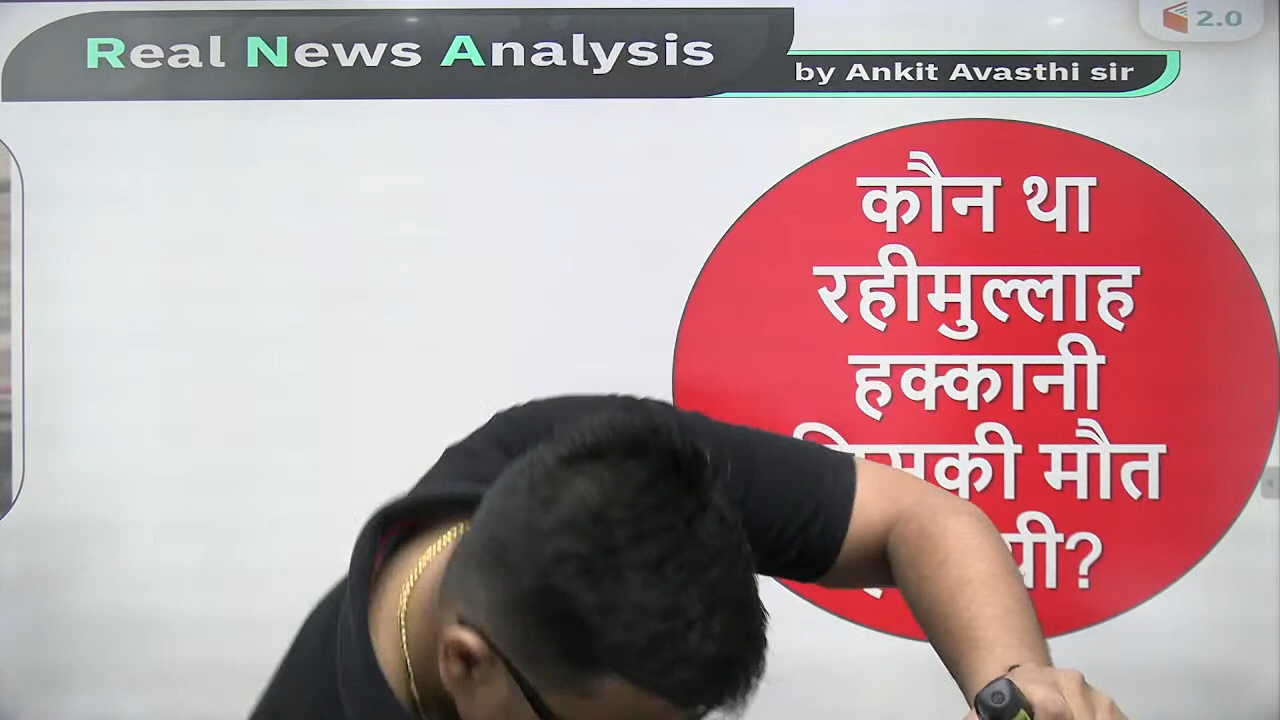 Real News Analysis
by Ankit Avasthi sir
2.0
कौन था
रहीमुल्लाह
हक्कानी
मौत